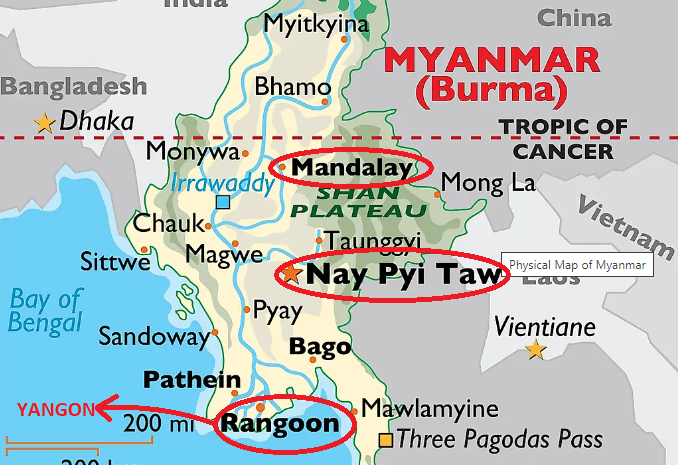 India
Myitkyina
China
MYANMAR
(Burma)
Bangladesh
Bhamo
Dhaka
TROPIC OF
CANCER
Monywa
Mandalay
Irrawaddy
SHAN
PLATEAU
Mong La
Vietnam
Chauk
Taunggyi
Magwe
Sittwe
Nay Pyi Taw
Physical Map of Myanmar
Laos
Bay of
Bengal
Pyay
Sandoway
Vientiane
Bago
Pathein
YANGON
Rangoon
Mawlamyine
200 mi
Three Pagodas Pass
200 km